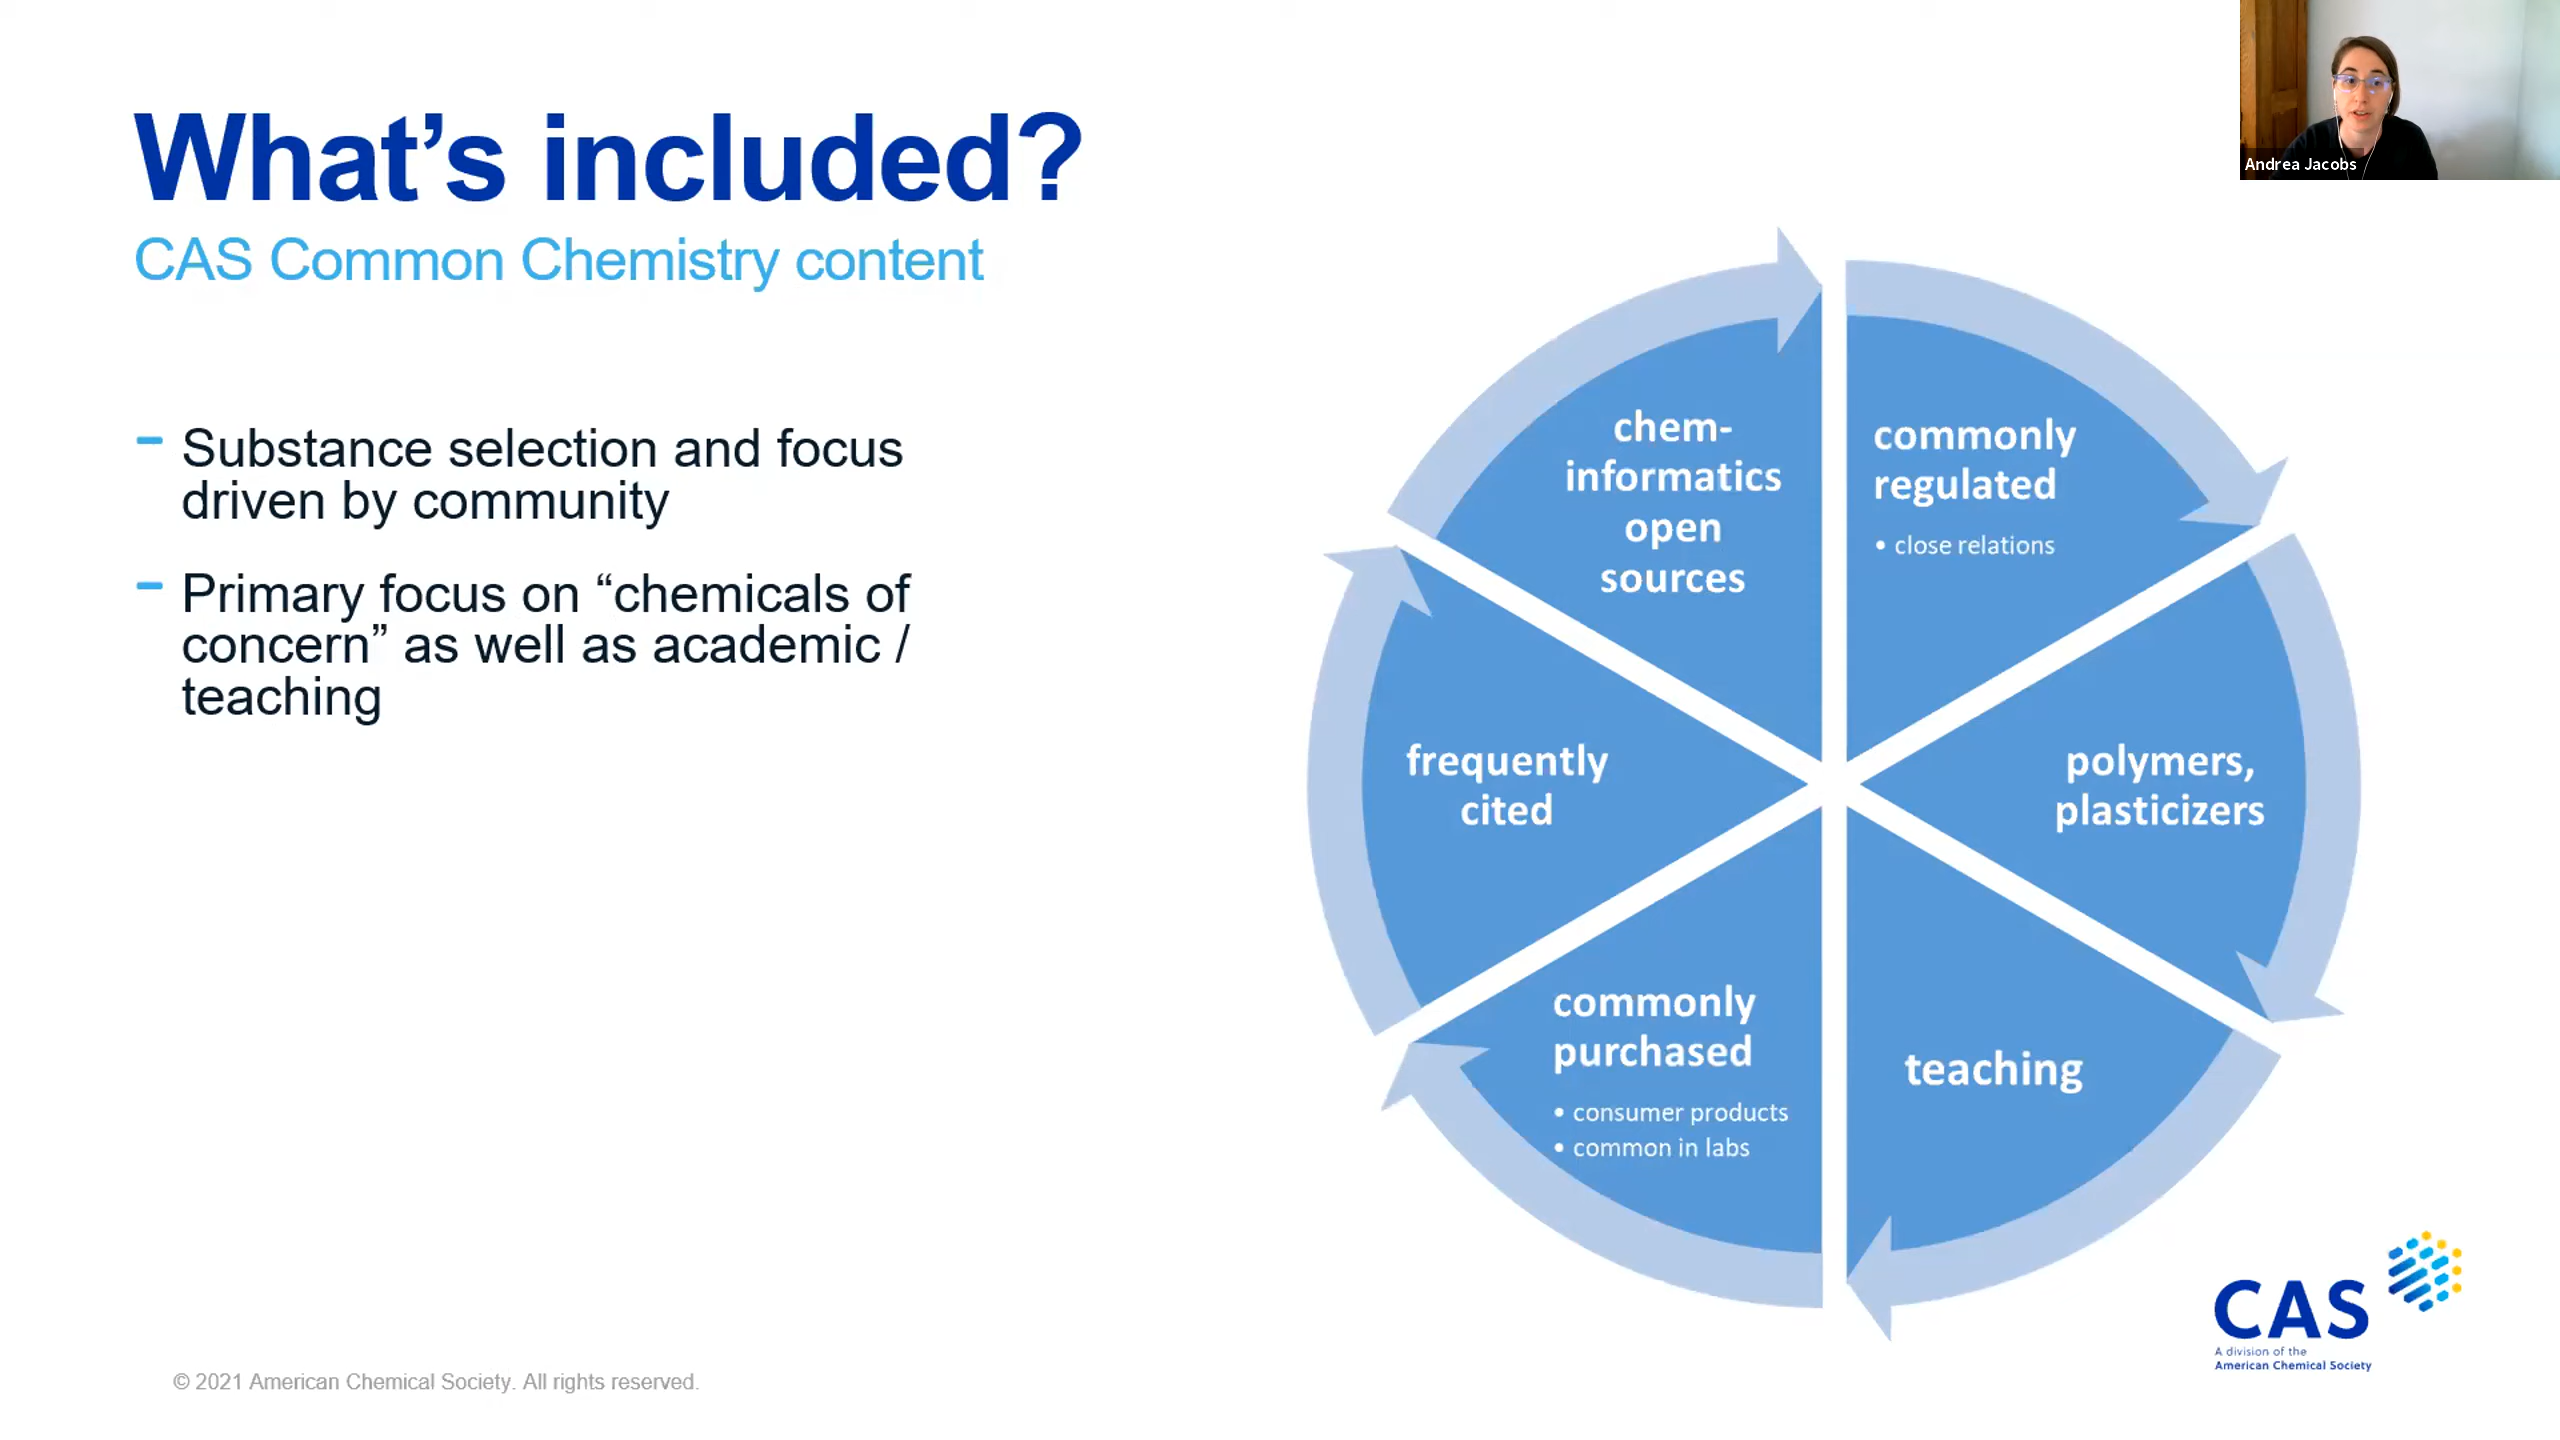 What's included?
CAS Common Chemistry content
Andrea Jacobs
- Substance selection and focus
driven by community
- Primary focus on “chemicals of
concern” as well as academic /
teaching
chem-
informatics
open
sources
commonly
regulated
• close relations
polymers,
plasticizers
teaching
commonly
purchased
• consumer products
• common in labs
frequently
cited
CAS
A division of the
American Chemical Society
© 2021 American Chemical Society. All rights reserved.